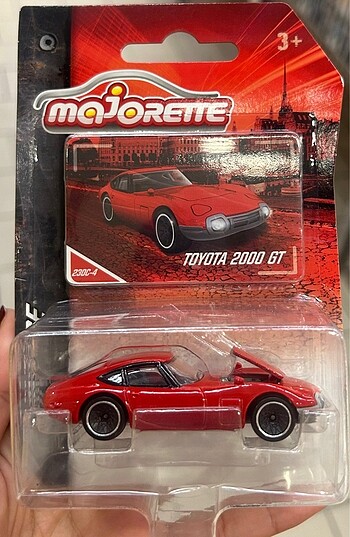 3+
MAJORETTE
TOYOTA 2000 GT
230C-4